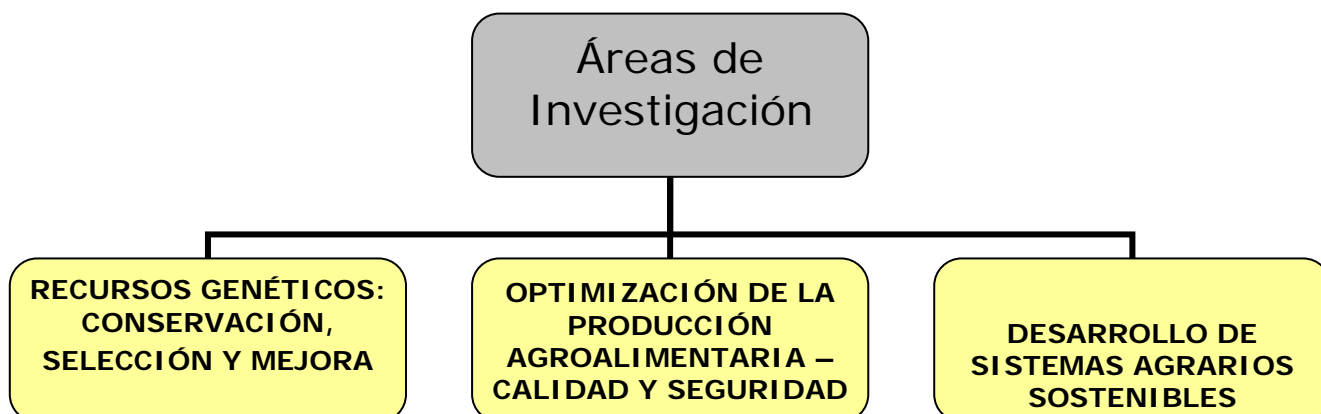 Áreas de
Investigación
RECURSOS GENÉTICOS:
CONSERVACIÓN,
SELECCIÓN Y MEJORA
OPTIMIZACIÓN DE LA
PRODUCCIÓN
AGROALIMENTARIA –
CALIDAD Y SEGURIDAD
DESARROLLO DE
SISTEMAS AGRARIOS
SOSTENIBLES